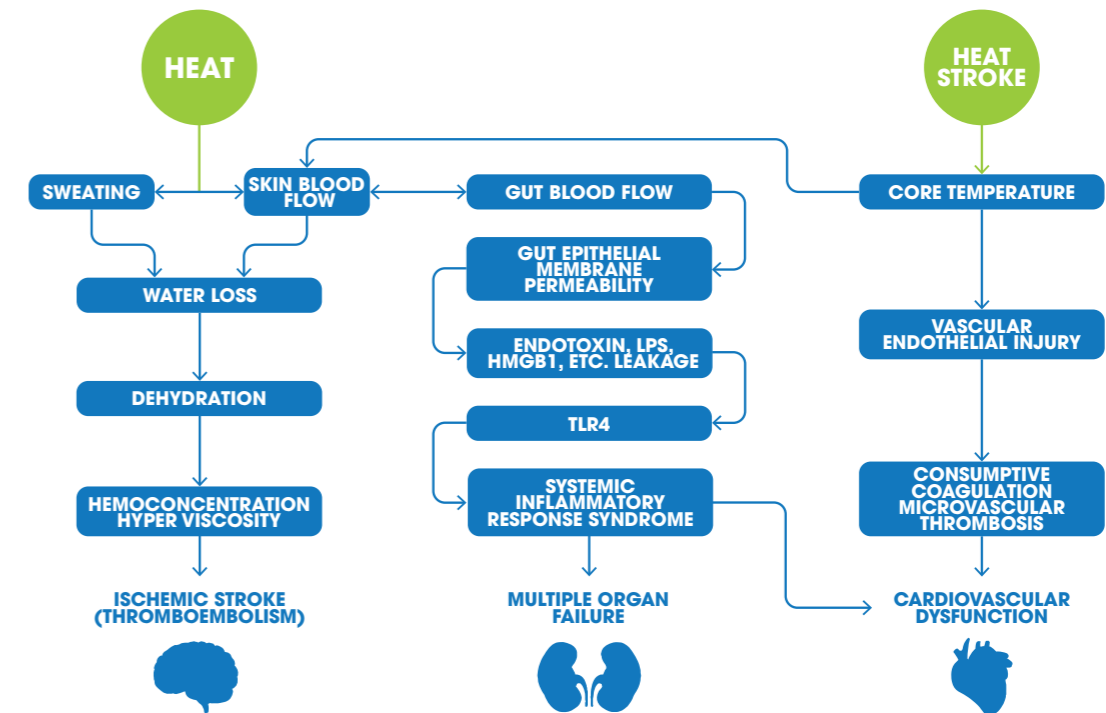 HEAT
HEAT
STROKE
SWEATING
SKIN BLOOD
FLOW
GUT BLOOD FLOW
CORE TEMPERATURE
GUT EPITHELIAL
MEMBRANE
PERMEABILITY
WATER LOSS
VASCULAR
ENDOTHELIAL INJURY
ENDOTOXIN, LPS,
HMGB1, ETC. LEAKAGE
DEHYDRATION
TLR4
HEMOCONCENTRATION
HYPER VISCOSITY
SYSTEMIC
INFLAMMATORY
RESPONSE SYNDROME
CONSUMPTIVE
COAGULATION
MICROVASCULAR
THROMBOSIS
ISCHEMIC STROKE
(THROMBOEMBOLISM)
MULTIPLE ORGAN
FAILURE
CARDIOVASCULAR
DYSFUNCTION